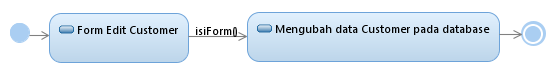 Form Edit Customer
isiForm()
Mengubah data Customer pada database